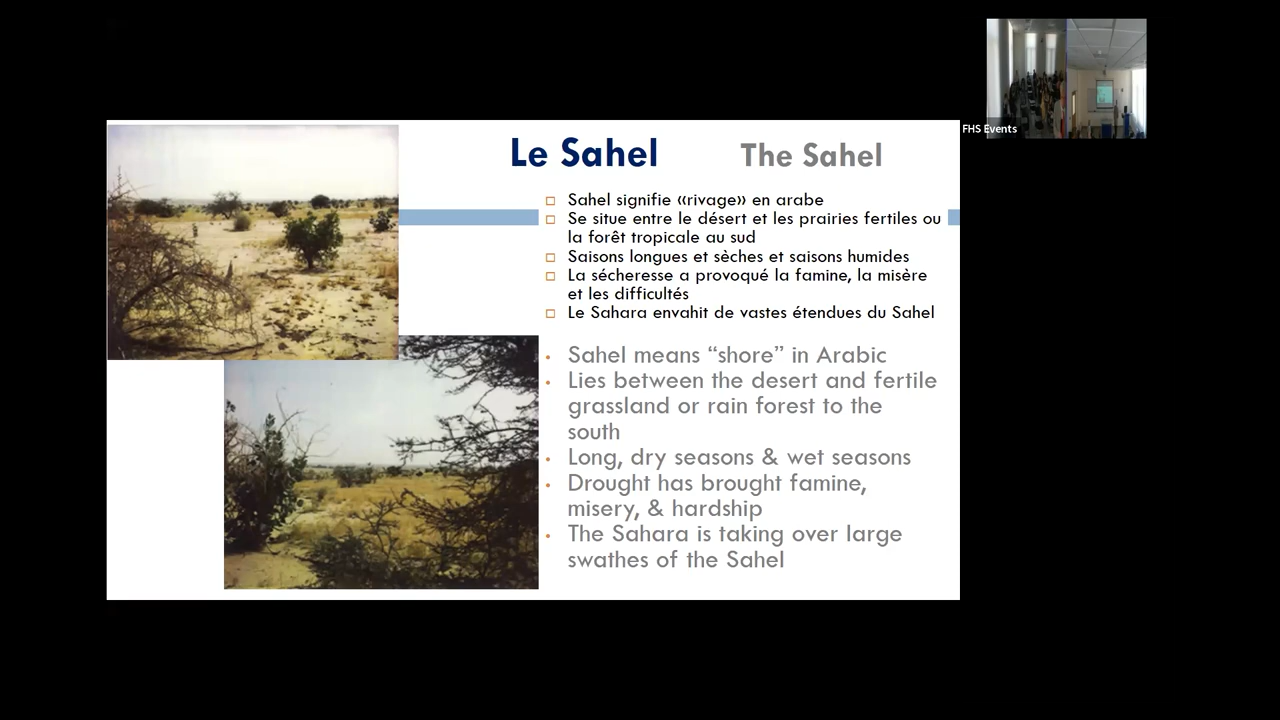 Le Sahel
The Sahel
Sahel signifie «rivage» en arabe
Se situe entre le désert et les prairies fertiles ou
la forêt tropicale au sud
Saisons longues et sèches et saisons humides
La sécheresse a provoqué la famine, la misère
et les difficultés
Le Sahara envahit de vastes étendues du Sahel
Sahel means “shore” in Arabic
Lies between the desert and fertile
grassland or rain forest to the
south
Long, dry seasons & wet seasons
Drought has brought famine,
misery, & hardship
The Sahara is taking over large
swathes of the Sahel
FHS Events